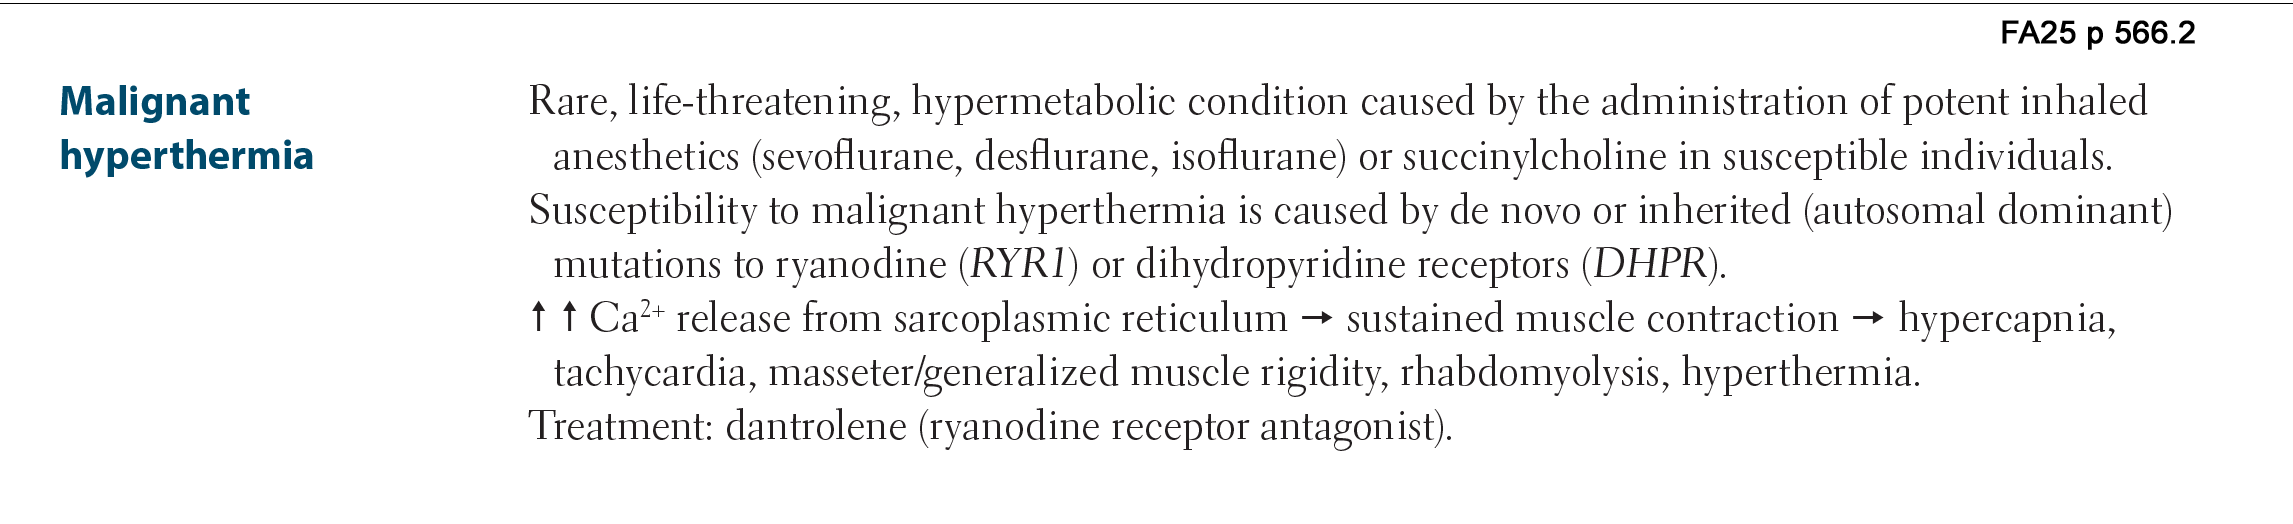 FA25 p 566.2
Malignant
hyperthermia
Rare, life-threatening, hypermetabolic condition caused by the administration of potent inhaled
anesthetics (sevoflurane, desflurane, isoflurane) or succinylcholine in susceptible individuals.
Susceptibility to malignant hyperthermia is caused by de novo or inherited (autosomal dominant)
mutations to ryanodine (RYR1) or dihydropyridine receptors (DHPR).
↑ ↑ Ca²⁺ release from sarcoplasmic reticulum → sustained muscle contraction → hypercapnia,
tachycardia, masseter/generalized muscle rigidity, rhabdomyolysis, hyperthermia.
Treatment: dantrolene (ryanodine receptor antagonist).